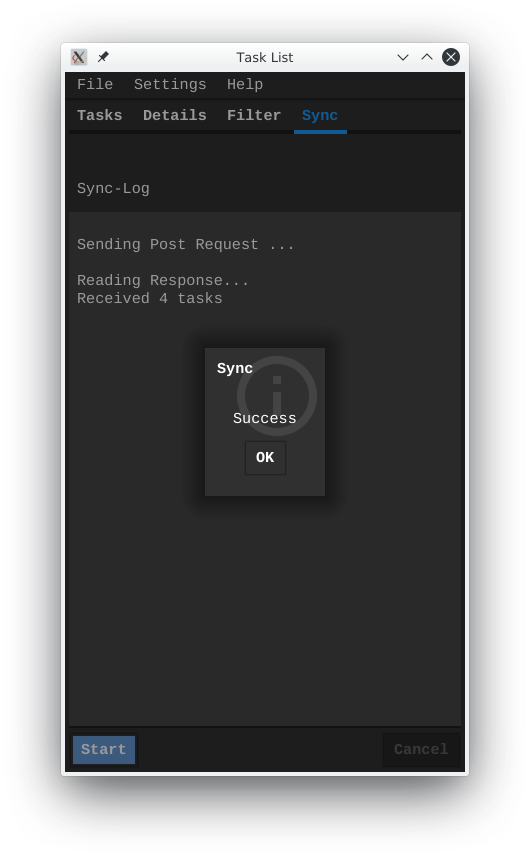 Task List
File Settings Help
Tasks Details Filter Sync
Sync-Log
Sending Post Request ...
Reading Response...
Received 4 tasks
Sync
Success
OK
Start Cancel